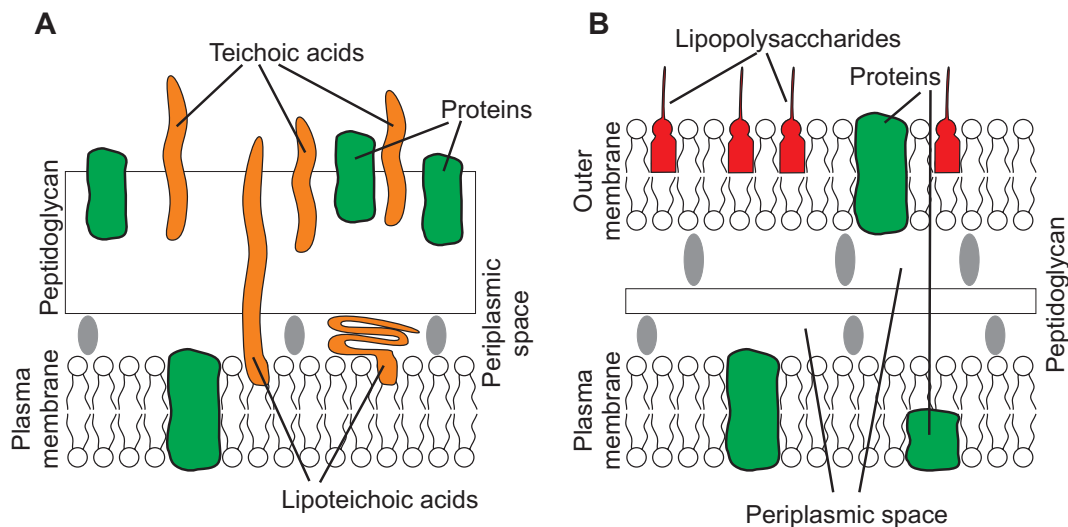 A
Teichoic acids
Proteins
Peptidoglycan
Periplasmic
space
Plasma
membrane
Lipoteichoic acids
B
Lipopolysaccharides
Proteins
Outer
membrane
Peptidoglycan
Plasma
membrane
Periplasmic space